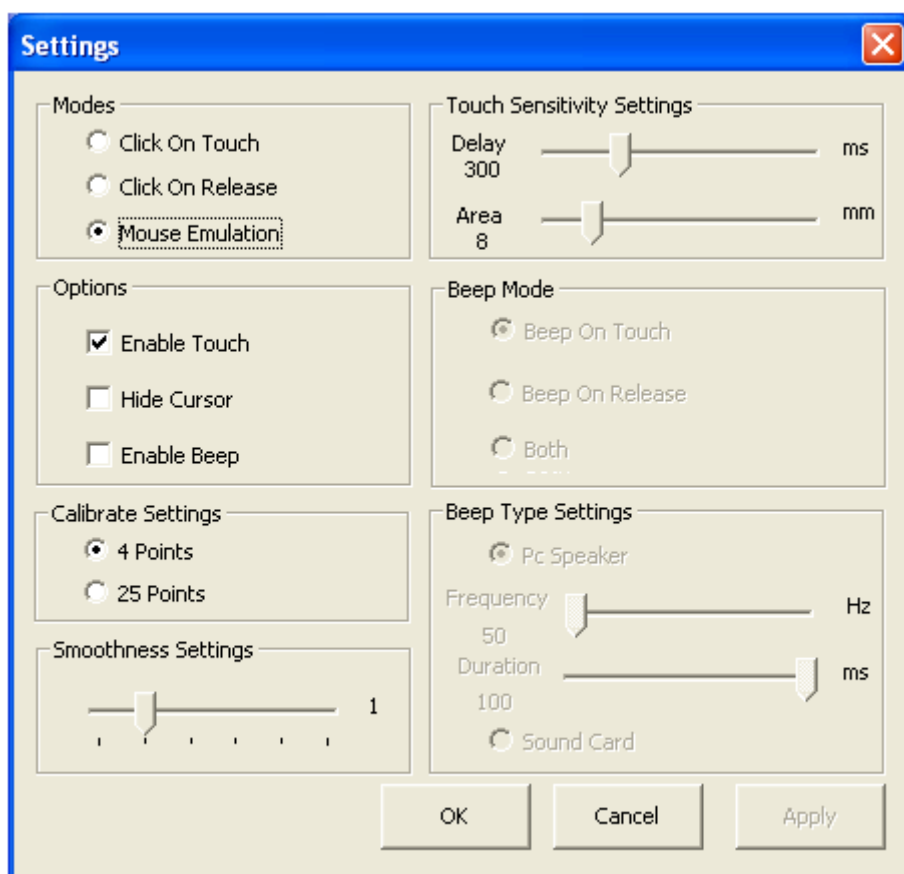 Settings
Modes
Click On Touch
Click On Release
Mouse Emulation
Touch Sensitivity Settings
Delay ms
300
Area mm
8
Options
Enable Touch
Hide Cursor
Enable Beep
Beep Mode
Beep On Touch
Beep On Release
Both
Calibrate Settings
4 Points
25 Points
Smoothness Settings
1
Beep Type Settings
Pc Speaker
Frequency Hz
50
Duration ms
100
Sound Card
OK Cancel Apply